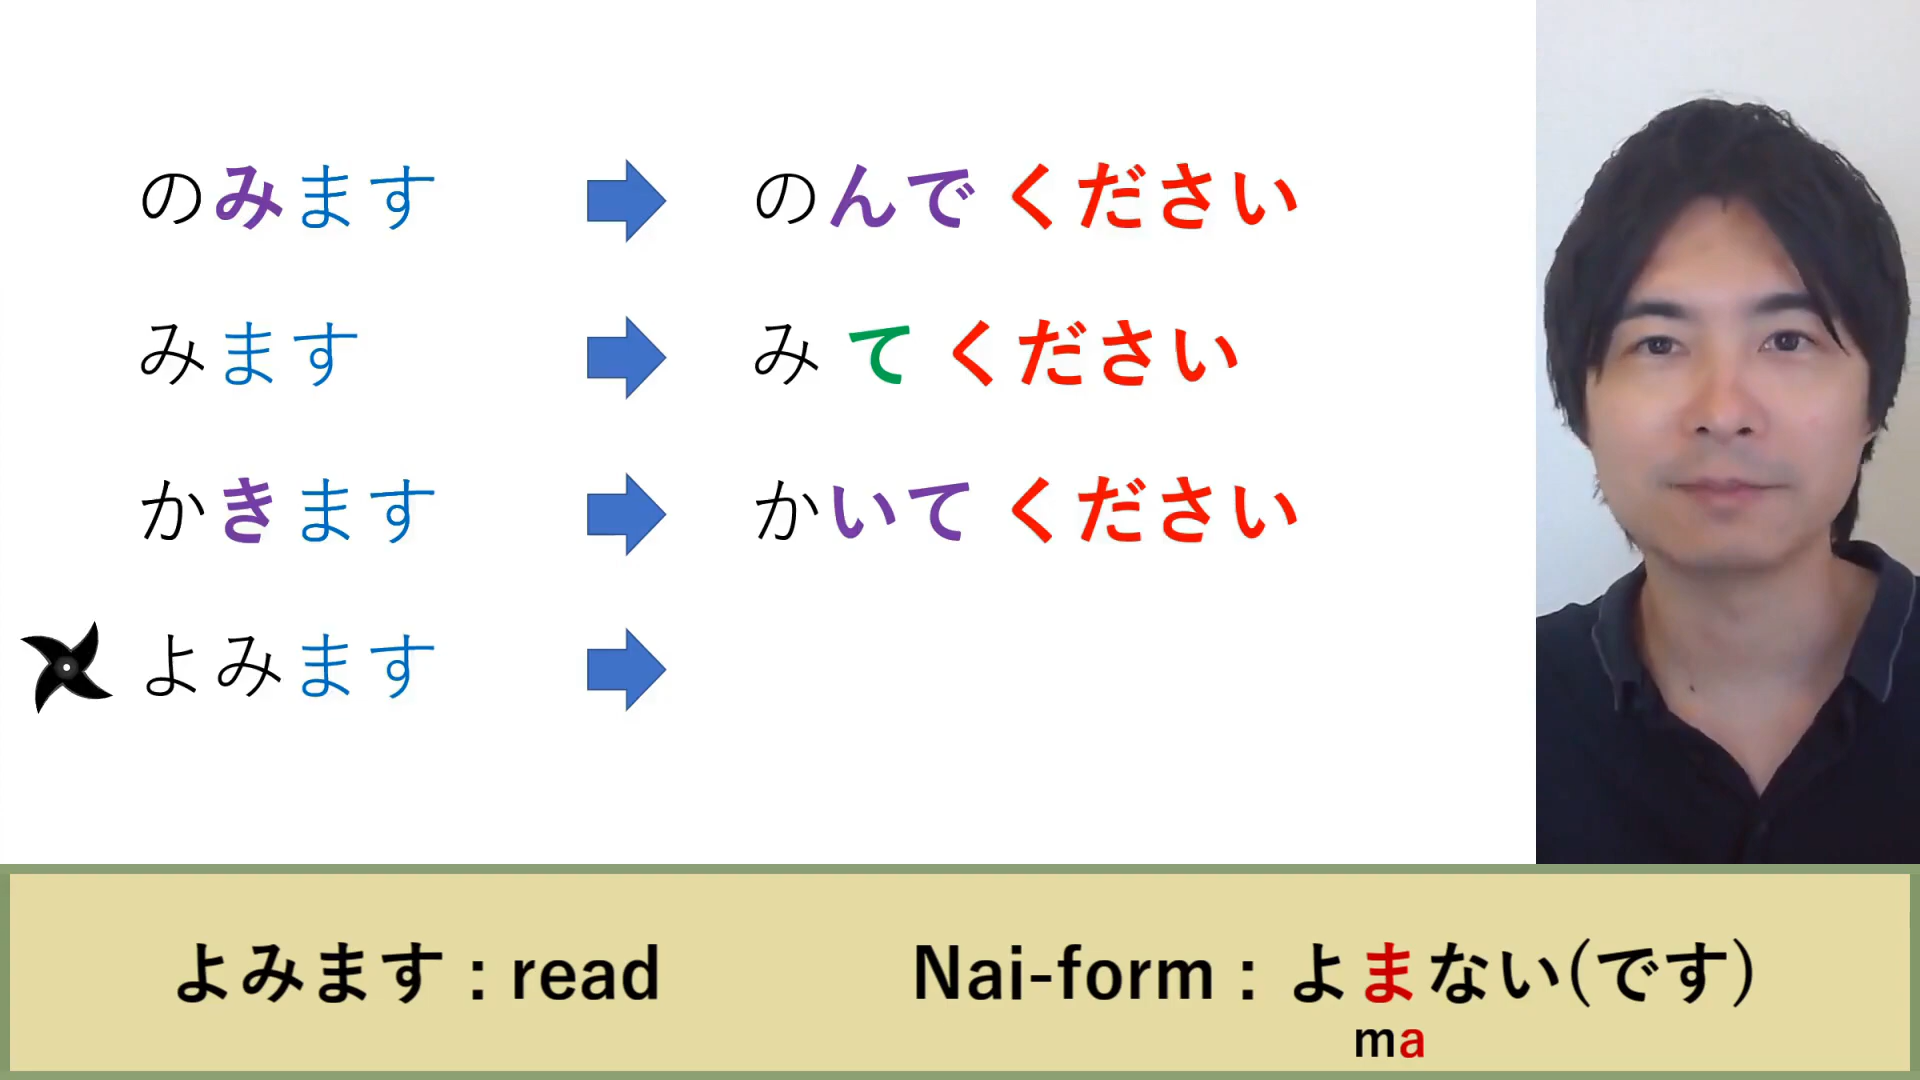 のみます のんで ください
みます み て ください
かきます かいて ください
よみます
よみます : read Nai-form : よまない(です)
ma